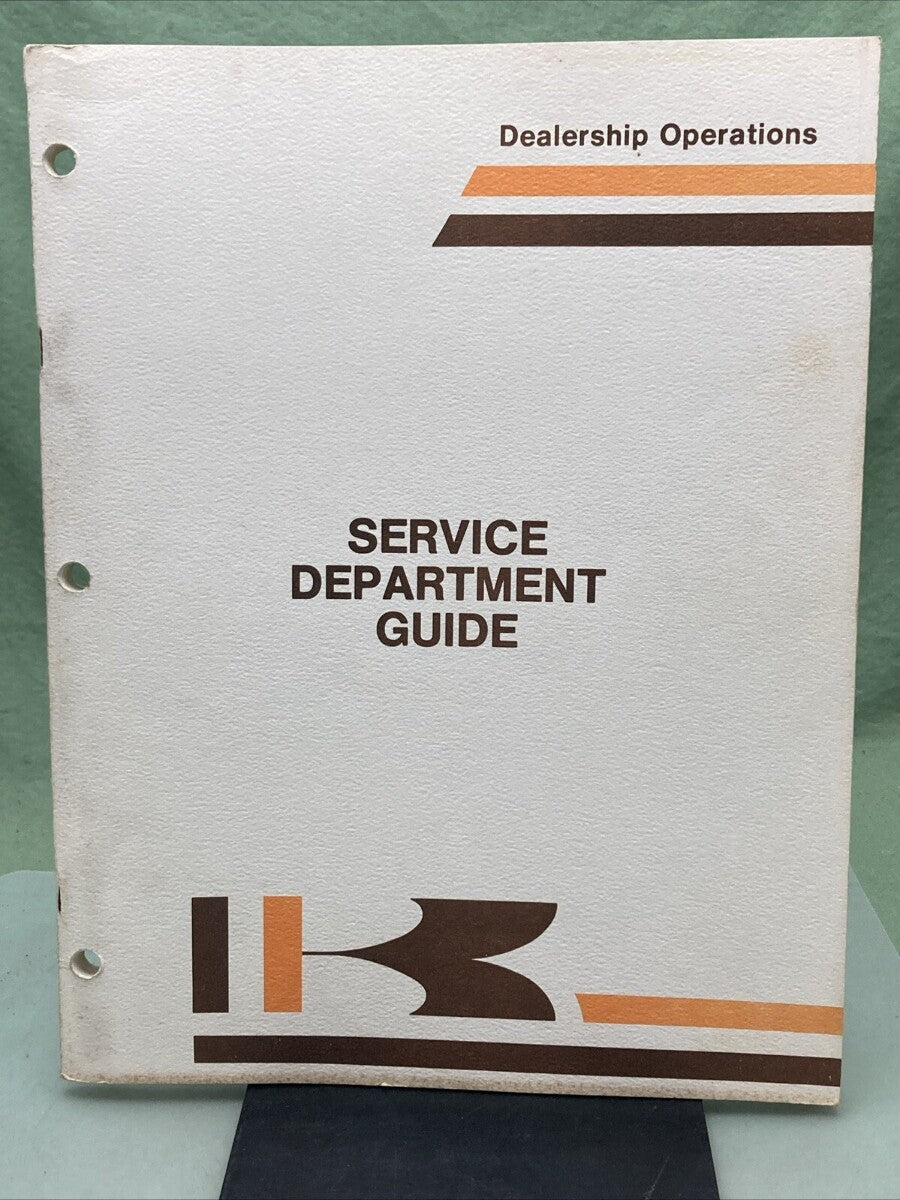 Dealership Operations
SERVICE
DEPARTMENT
GUIDE